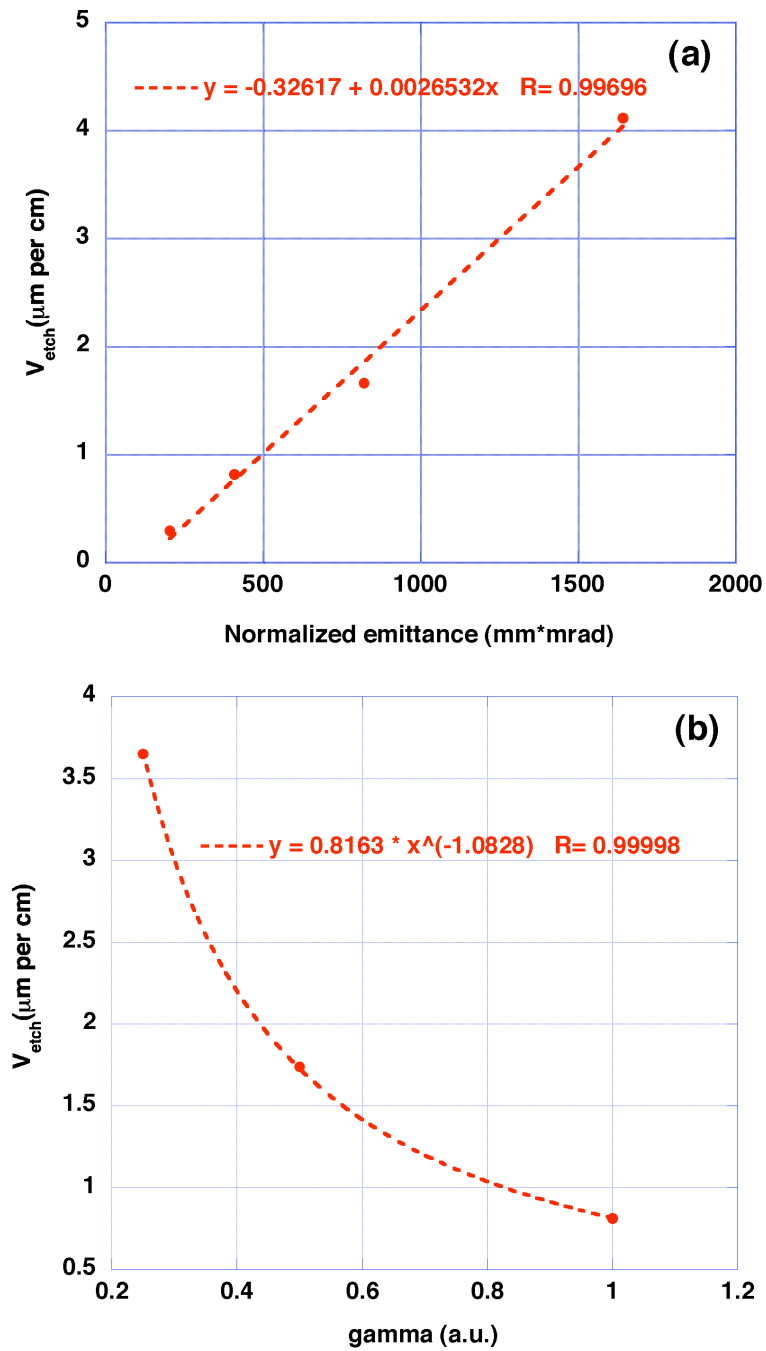 5
(a)
y = -0.32617 + 0.0026532x R= 0.99696
4
3
2
1
0
V_etch(μm per cm)
0 500 1000 1500 2000
Normalized emittance (mm*mrad)
4
(b)
3.5
y = 0.8163 * x^(-1.0828) R= 0.99998
3
2.5
2
1.5
1
0.5
V_etch(μm per cm)
0.2 0.4 0.6 0.8 1 1.2
gamma (a.u.)